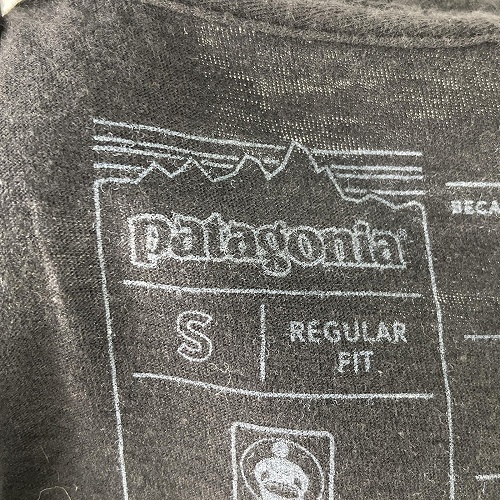 patagonia®
S
REGULAR
FIT
BECA